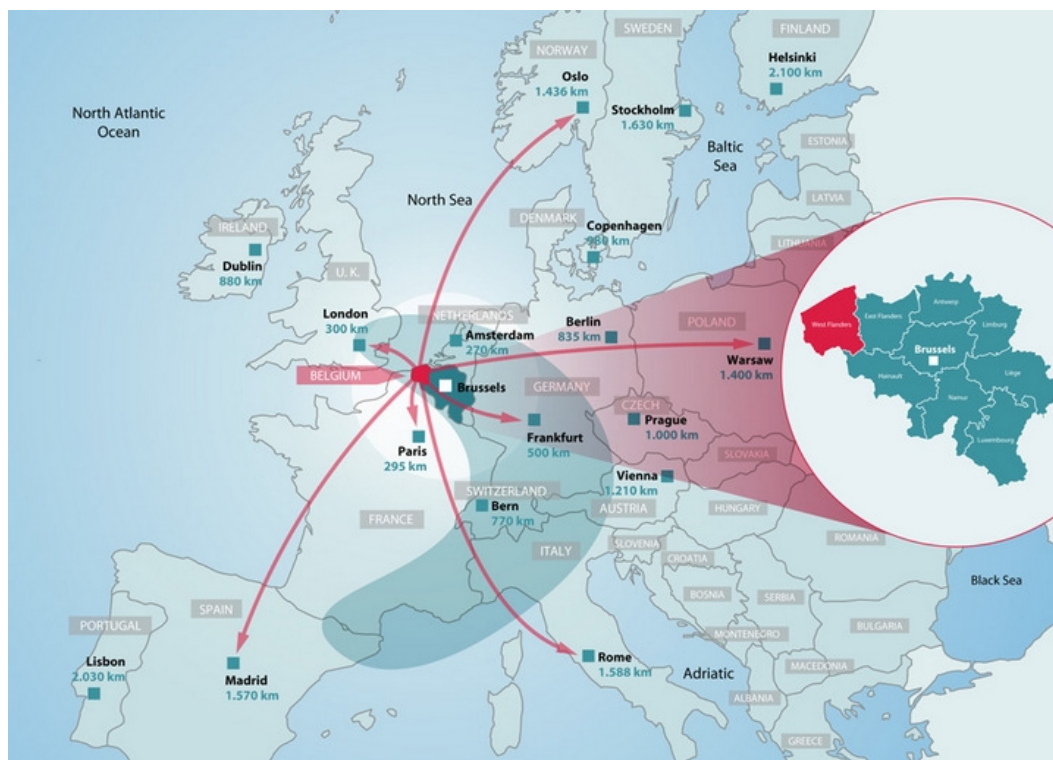 FINLAND
SWEDEN
NORWAY
Helsinki
2.100 km
Oslo
1.436 km
Stockholm
1.630 km
North Atlantic
Ocean
ESTONIA
Baltic
Sea
LATVIA
North Sea
DENMARK
Copenhagen
980 km
LITHUANIA
IRELAND
Dublin
880 km
U. K.
London
300 km
NETHERLANDS
Amsterdam
270 km
Berlin
835 km
POLAND
Warsaw
1.400 km
BELGIUM
Brussels
GERMANY
Frankfurt
500 km
CZECH
Prague
1.000 km
Paris
295 km
SLOVAKIA
Vienna
1.210 km
SWITZERLAND
Bern
770 km
AUSTRIA
HUNGARY
FRANCE
ITALY
SLOVENIA
CROATIA
ROMANIA
BOSNIA
SERBIA
Black Sea
SPAIN
PORTUGAL
MONTENEGRO
BULGARIA
Lisbon
2.030 km
Madrid
1.570 km
Rome
1.588 km
Adriatic
MACEDONIA
ALBANIA
GREECE
West Flanders
East Flanders
Antwerp
Limburg
Brussels
Hainault
Liège
Namur
Luxembourg